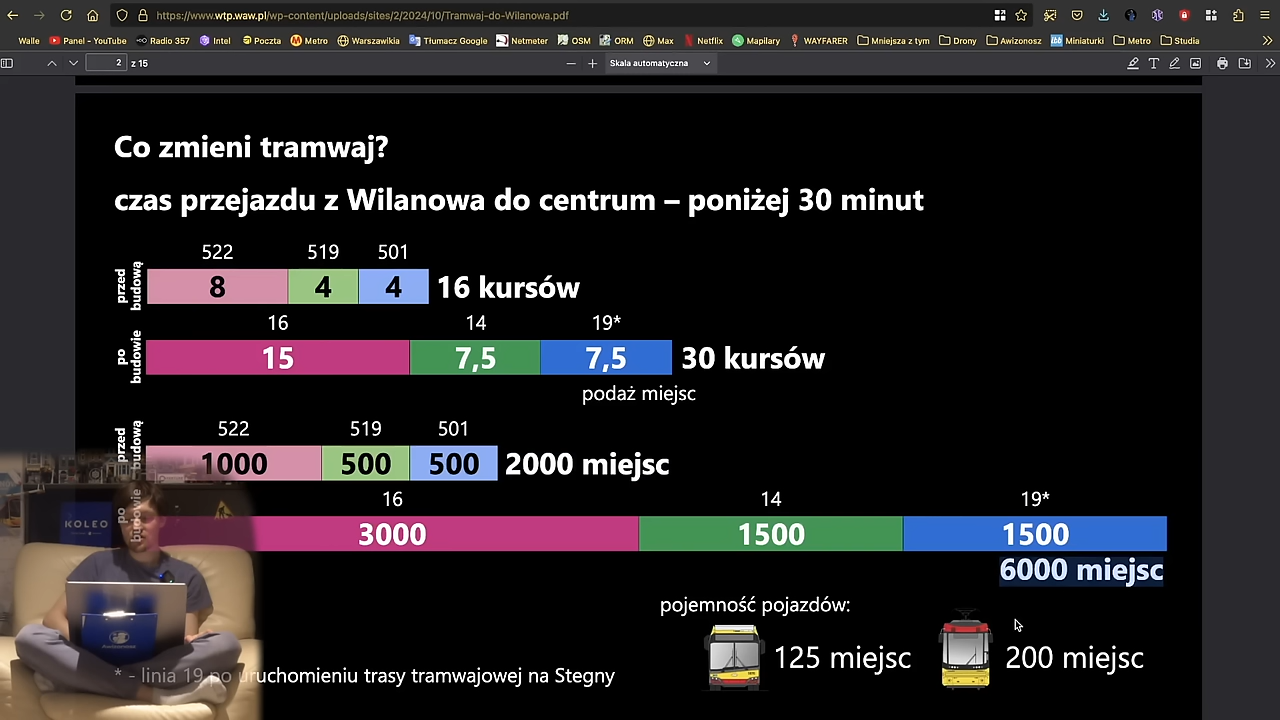 https://www.wtp.waw.pl/wp-content/uploads/sites/2/2024/10/Tramwaj-do-Wilanowa.pdf
Walle Panel - YouTube Radio 357 Intel Poczta Metro Warszawikia Tłumacz Google Netmeter OSM ORM Max Netflix Mapilary WAYFARER Mniejsza z tym Drony Awizonosz Miniaturki Metro Studia
2 z 15 Skala automatyczna
Co zmieni tramwaj?
czas przejazdu z Wilanowa do centrum – poniżej 30 minut
522 519 501
przed budową
8 4 4 16 kursów
16 14 19*
po budowie
15 7,5 7,5 30 kursów
podaż miejsc
522 519 501
przed budową
1000 500 500 2000 miejsc
16 14 19*
po budowie
3000 1500 1500
6000 miejsc
KOLEO
pojemność pojazdów:
125 miejsc 200 miejsc
* - linia 19 po uruchomieniu trasy tramwajowej na Stegny